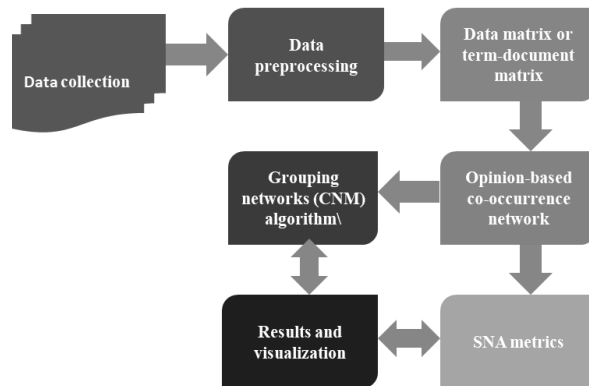 Data collection
Data
preprocessing
Data matrix or
term-document
matrix
Grouping
networks (CNM)
algorithm\
Opinion-based
co-occurrence
network
Results and
visualization
SNA metrics